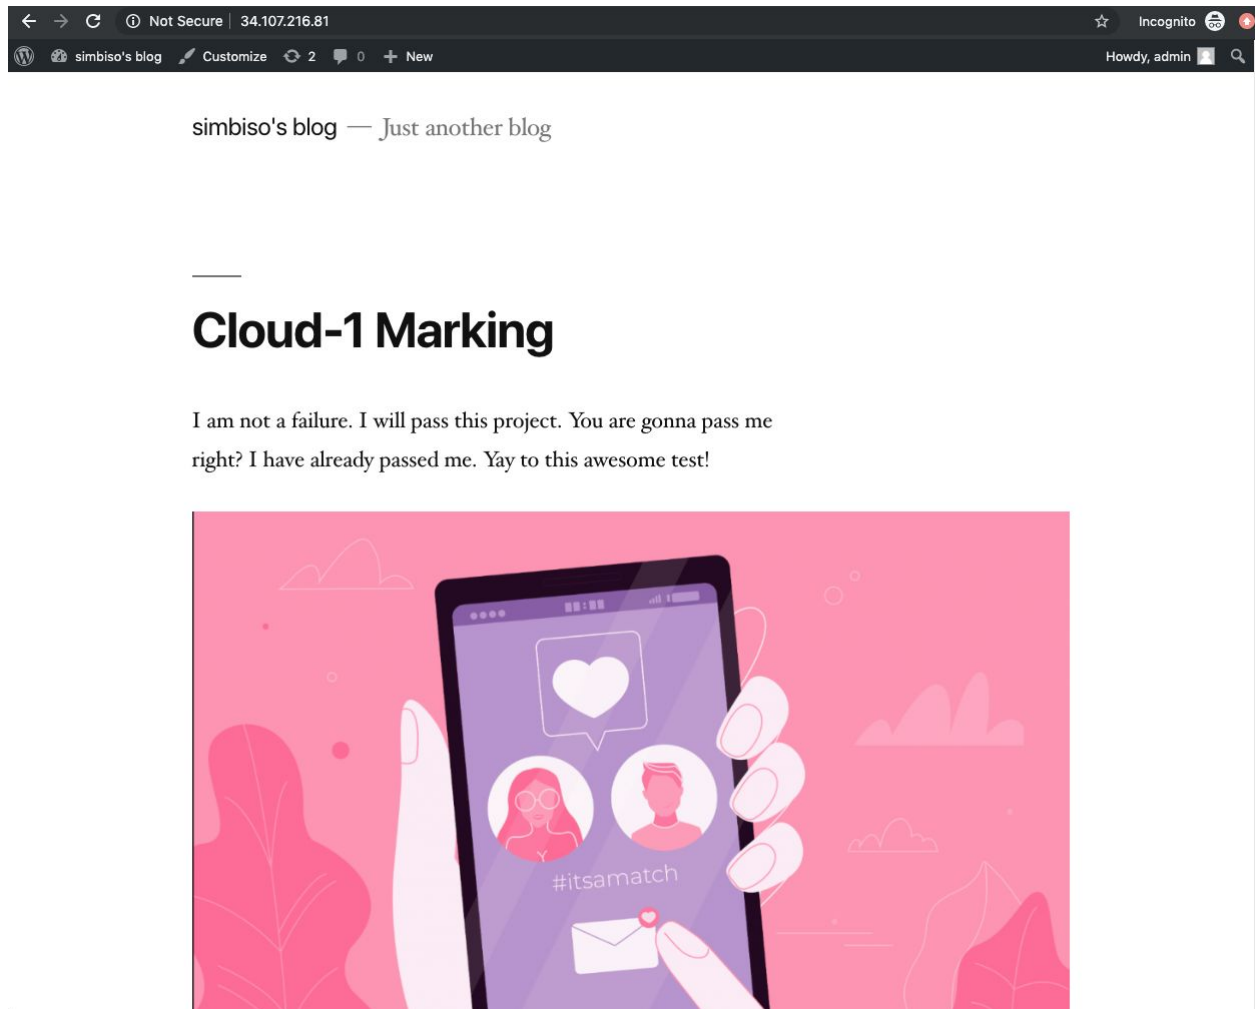 Not Secure | 34.107.216.81 Incognito
simbiso's blog Customize 2 0 New Howdy, admin
simbiso's blog — Just another blog
Cloud-1 Marking
I am not a failure. I will pass this project. You are gonna pass me
right? I have already passed me. Yay to this awesome test!
#itsamatch